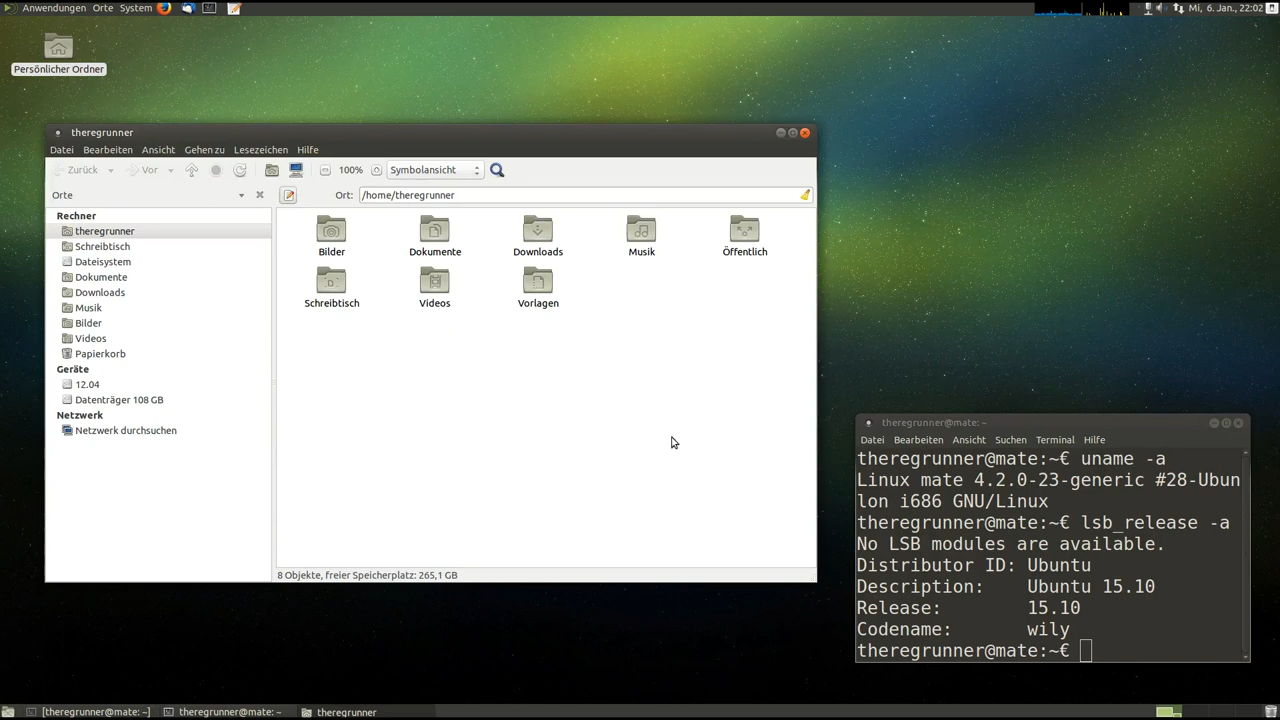 Anwendungen Orte System
Mi, 6. Jan., 22:02
Persönlicher Ordner
theregrunner
Datei Bearbeiten Ansicht Gehen zu Lesezeichen Hilfe
Zurück Vor 100% Symbolansicht
Orte
Ort: /home/theregrunner
Rechner
theregrunner
Schreibtisch
Dateisystem
Dokumente
Downloads
Musik
Bilder
Videos
Papierkorb
Geräte
12.04
Datenträger 108 GB
Netzwerk
Netzwerk durchsuchen
Bilder Dokumente Downloads Musik Öffentlich
Schreibtisch Videos Vorlagen
8 Objekte, freier Speicherplatz: 265,1 GB
theregrunner@mate: ~
Datei Bearbeiten Ansicht Suchen Terminal Hilfe
theregrunner@mate:~€ uname -a
Linux mate 4.2.0-23-generic #28-Ubun
lon i686 GNU/Linux
theregrunner@mate:~€ lsb_release -a
No LSB modules are available.
Distributor ID: Ubuntu
Description: Ubuntu 15.10
Release: 15.10
Codename: wily
theregrunner@mate:~€
[theregrunner@mate: ~] theregrunner@mate: ~ theregrunner